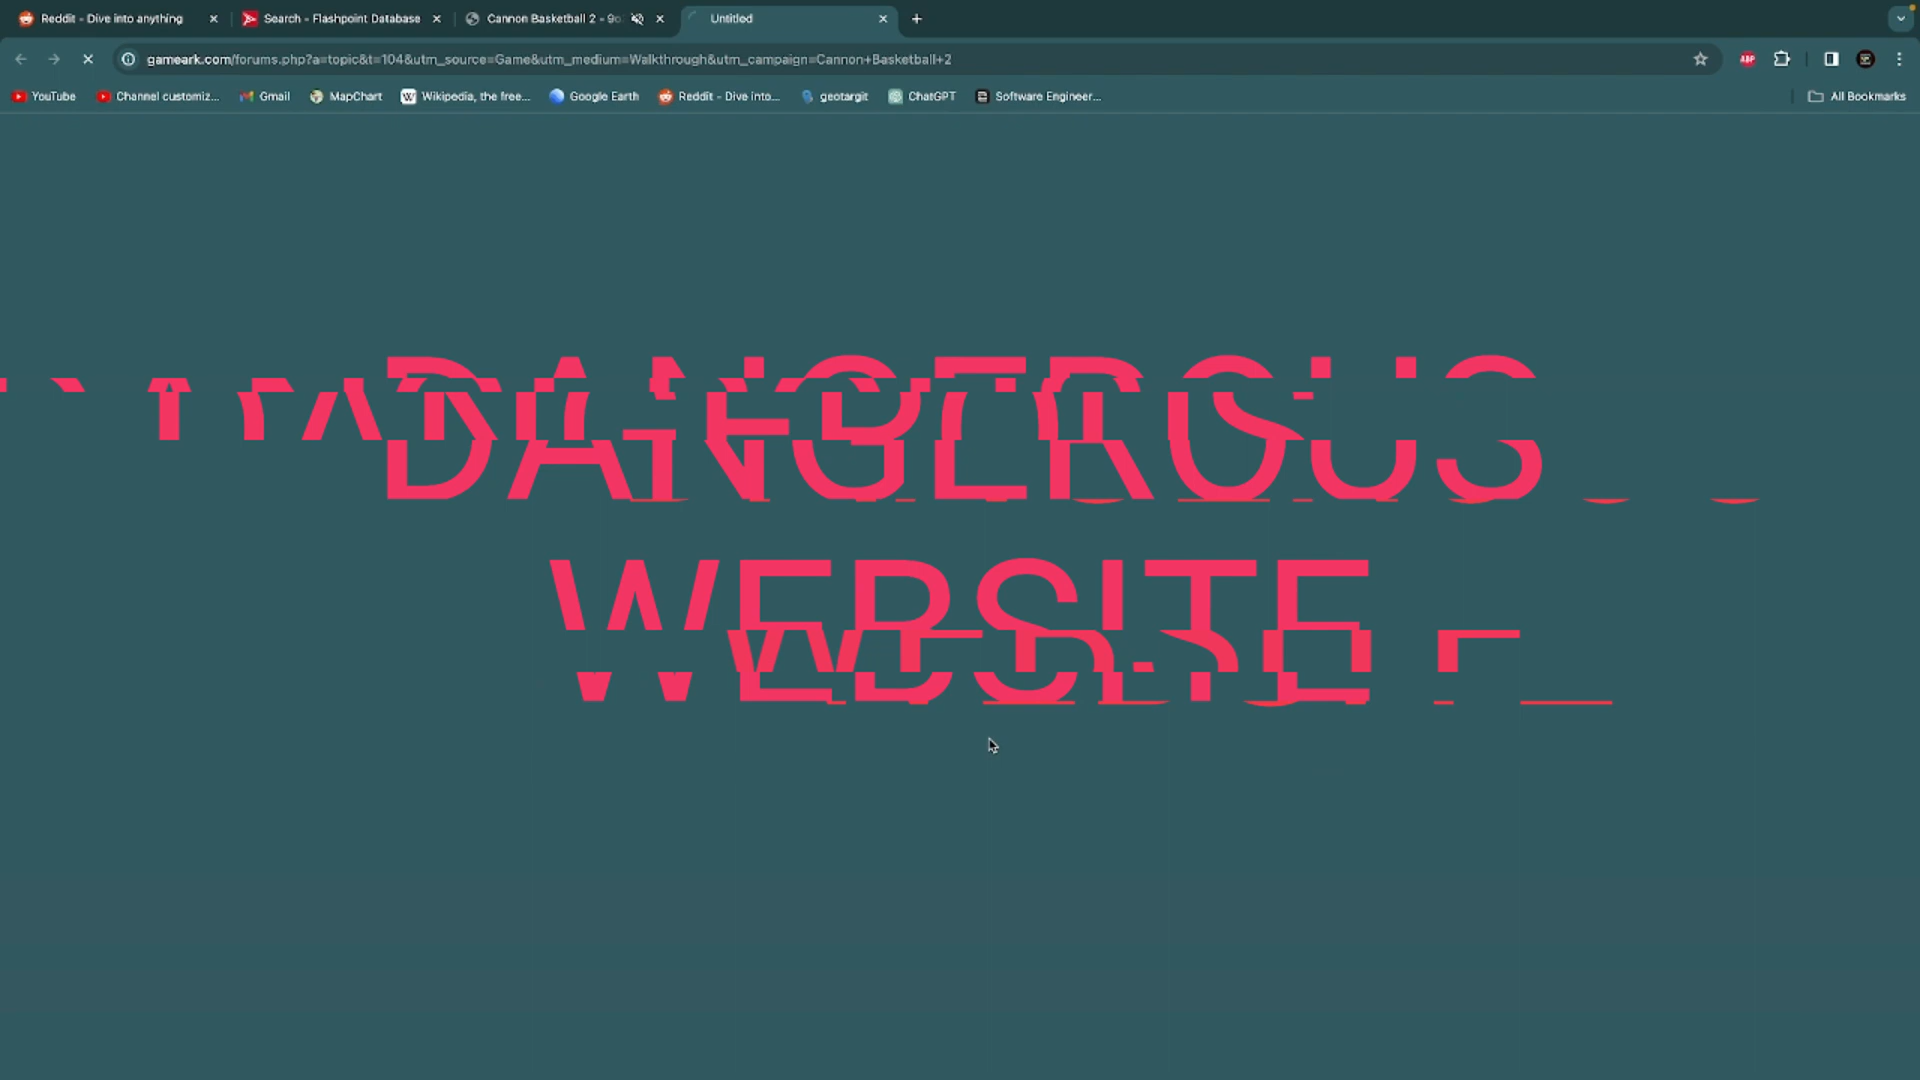 Reddit - Dive into anything
Search - Flashpoint Database
Cannon Basketball 2 - go
Untitled
gameark.com/forums.php?a=topic&t=104&utm_source=Game&utm_medium=Walkthrough&utm_campaign=Cannon+Basketball+2
ABP
YouTube
Channel customiz...
Gmail
MapChart
Wikipedia, the free...
Google Earth
Reddit - Dive into...
geotargit
ChatGPT
Software Engineer...
All Bookmarks
DANGEROUS
WEBSITE